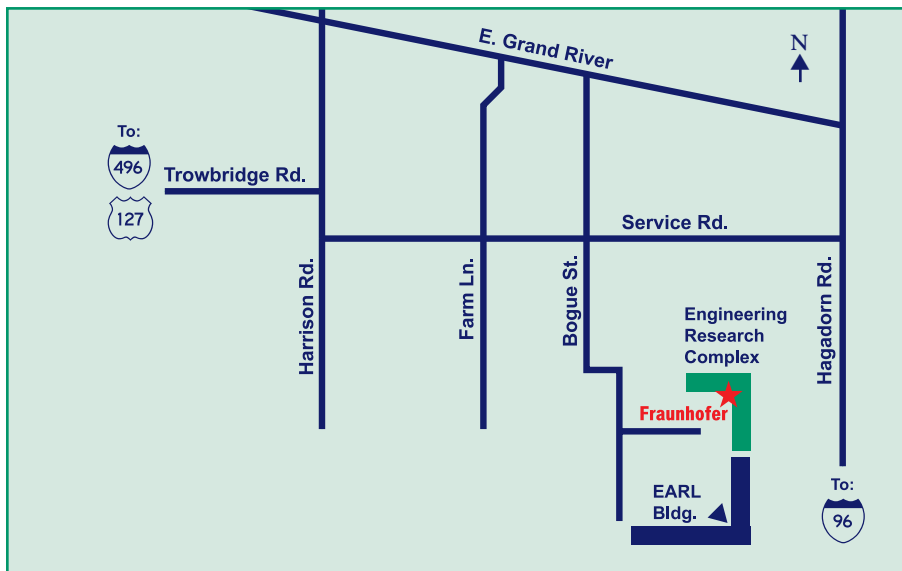 E. Grand River
N
To:
496
127
Trowbridge Rd.
Service Rd.
Harrison Rd.
Farm Ln.
Bogue St.
Hagadorn Rd.
Engineering
Research
Complex
Fraunhofer
EARL
Bldg.
To:
96